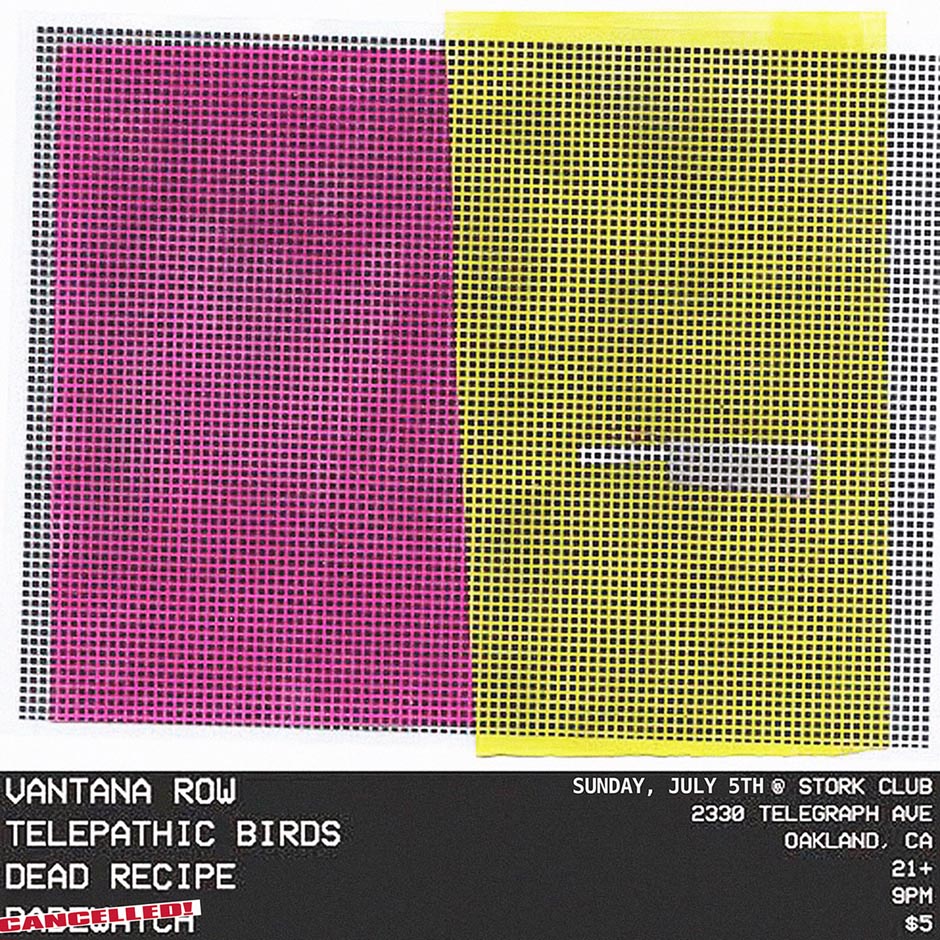 VANTANA ROW
TELEPATHIC BIRDS
DEAD RECIPE
BABEWATCH
CANCELLED!
SUNDAY, JULY 5TH @ STORK CLUB
2330 TELEGRAPH AVE
OAKLAND, CA
21+
9PM
$5